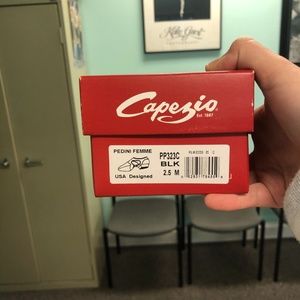 Capezio
Est. 1887
PEDINI FEMME
PP323C
BLK
2.5 M
USA Designed